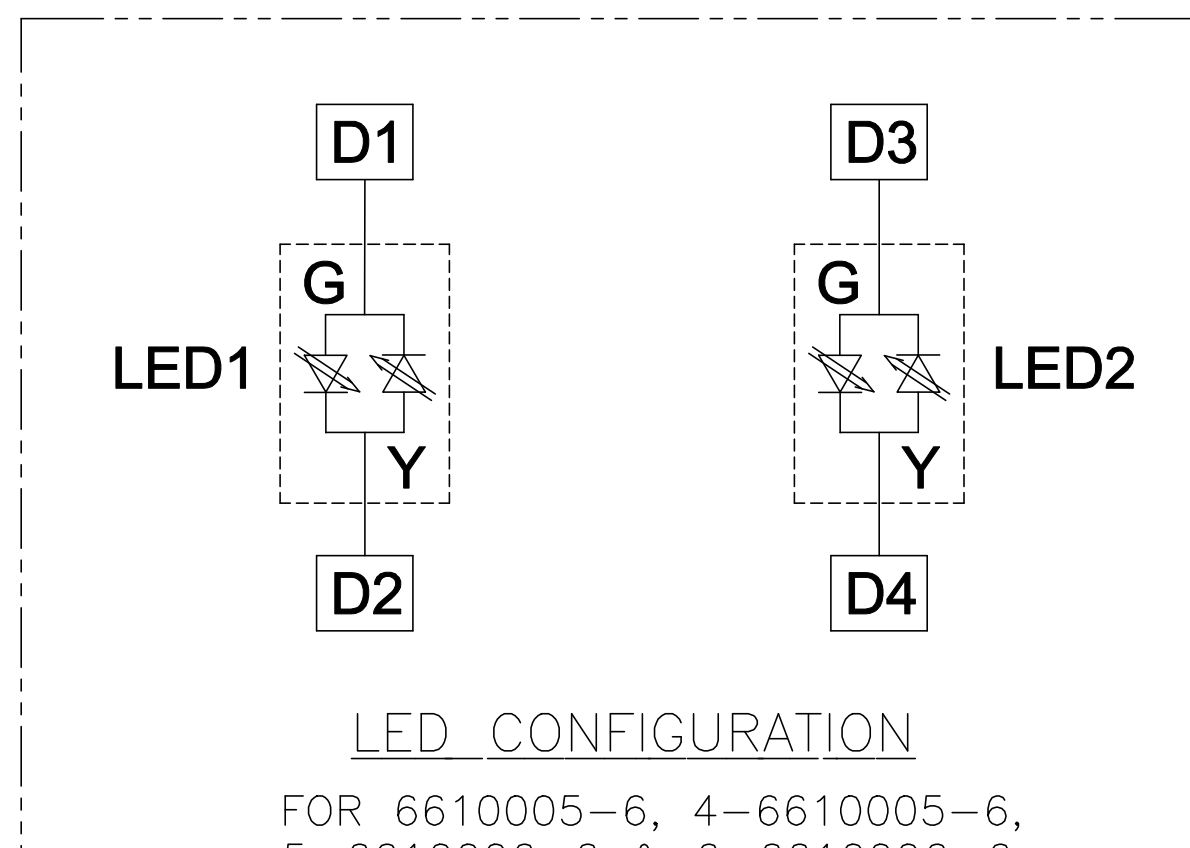 D1
D3
G
G
LED1
LED2
Y
Y
D2
D4
LED CONFIGURATION
FOR 6610005-6, 4-6610005-6,